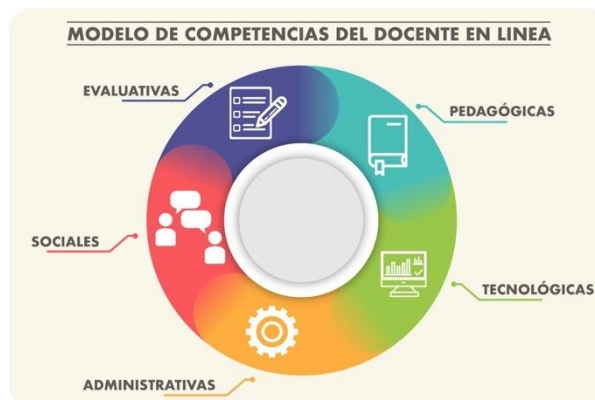 MODELO DE COMPETENCIAS DEL DOCENTE EN LINEA
EVALUATIVAS
PEDAGÓGICAS
SOCIALES
TECNOLÓGICAS
ADMINISTRATIVAS